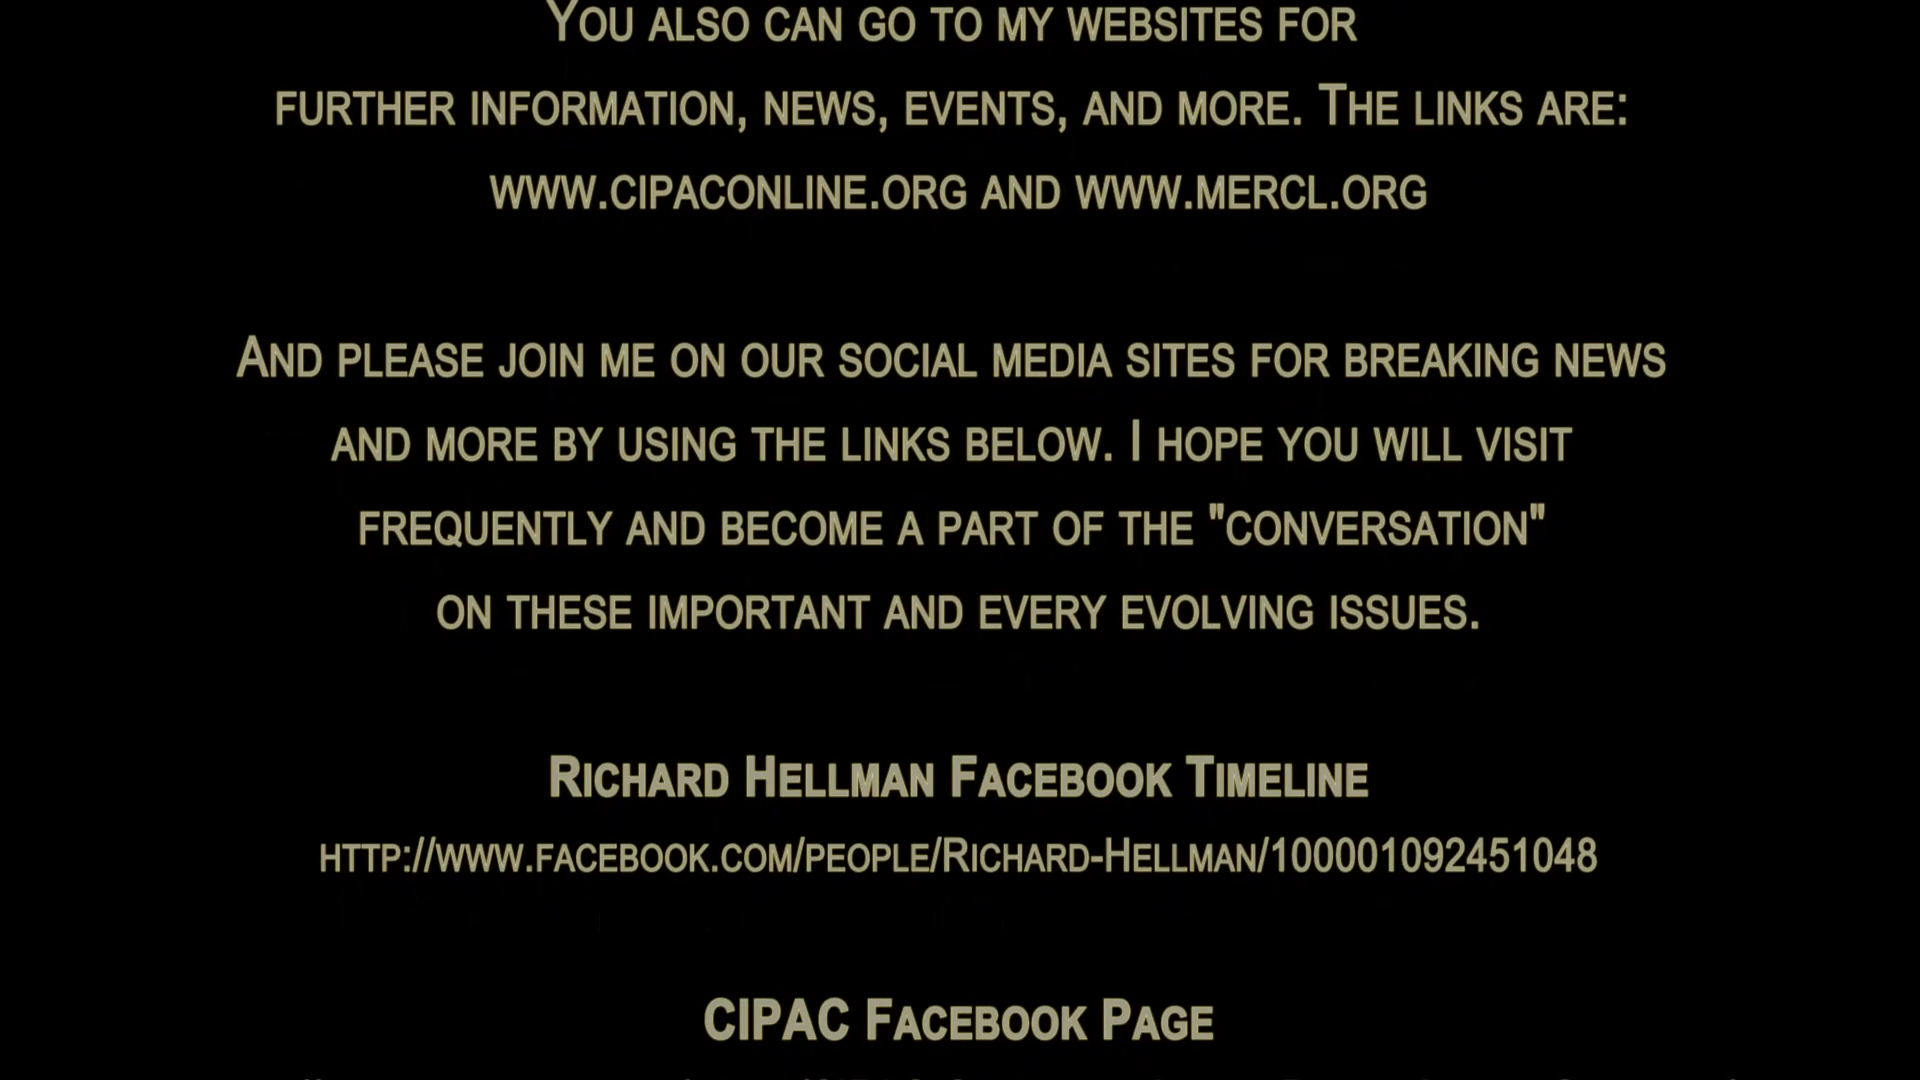 You also can go to my websites for
further information, news, events, and more. The links are:
www.cipaconline.org and www.mercl.org
And please join me on our social media sites for breaking news
and more by using the links below. I hope you will visit
frequently and become a part of the "conversation"
on these important and every evolving issues.
Richard Hellman Facebook Timeline
http://www.facebook.com/people/Richard-Hellman/100001092451048
CIPAC Facebook Page